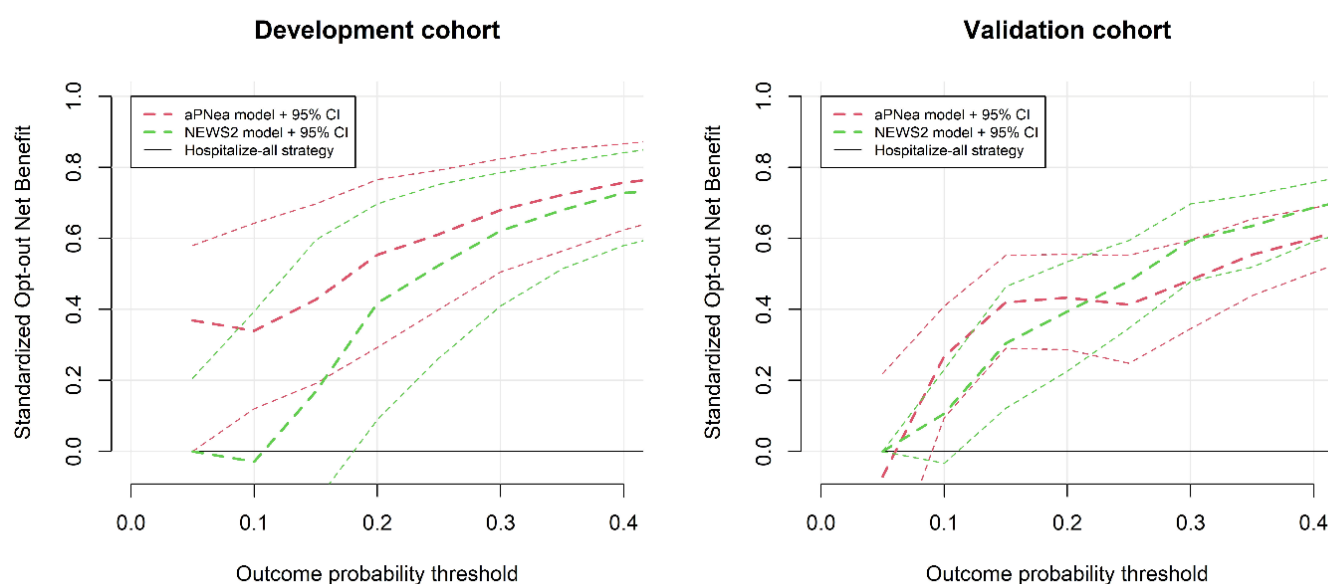 Development cohort
Standardized Opt-out Net Benefit
1.0
0.8
0.6
0.4
0.2
0.0
aPNea model + 95% CI
NEWS2 model + 95% CI
Hospitalize-all strategy
0.0 0.1 0.2 0.3 0.4
Outcome probability threshold
Validation cohort
Standardized Opt-out Net Benefit
1.0
0.8
0.6
0.4
0.2
0.0
aPNea model + 95% CI
NEWS2 model + 95% CI
Hospitalize-all strategy
0.0 0.1 0.2 0.3 0.4
Outcome probability threshold